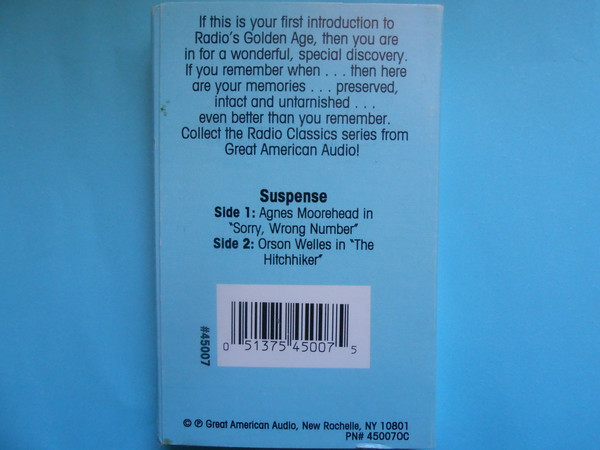 If this is your first introduction to
Radio's Golden Age, then you are
in for a wonderful, special discovery.
If you remember when . . . then here
are your memories . . . preserved,
intact and untarnished . . .
even better than you remember.
Collect the Radio Classics series from
Great American Audio!
Suspense
Side 1: Agnes Moorehead in
"Sorry, Wrong Number"
Side 2: Orson Welles in "The
Hitchhiker"
#45007
0 51375 45007 5
© ℗ Great American Audio, New Rochelle, NY 10801
PN# 45007OC